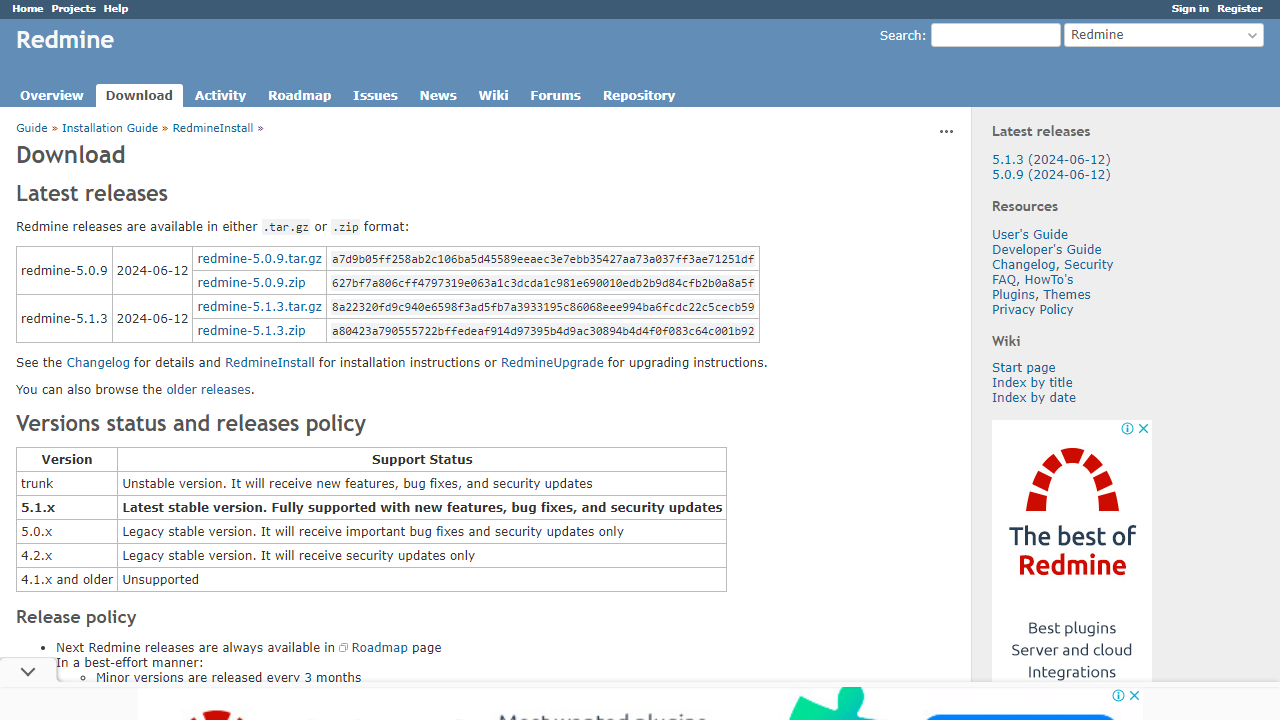 Home Projects Help Sign in Register
Redmine
Search: Redmine
Overview Download Activity Roadmap Issues News Wiki Forums Repository
Guide » Installation Guide » RedmineInstall »
Download
Latest releases
Redmine releases are available in either .tar.gz or .zip format:
redmine-5.0.9 2024-06-12 redmine-5.0.9.tar.gz a7d9b05ff258ab2c106ba5d45589eeaec3e7ebb35427aa73a037ff3ae71251df
redmine-5.0.9.zip 627bf7a806cff4797319e063a1c3dcda1c981e690010edb2b9d84cfb2b0a8a5f
redmine-5.1.3 2024-06-12 redmine-5.1.3.tar.gz 8a22320fd9c940e6598f3ad5fb7a3933195c86068eee994ba6fcdc22c5cecb59
redmine-5.1.3.zip a80423a790555722bffedeaf914d97395b4d9ac30894b4d4f0f083c64c001b92
See the Changelog for details and RedmineInstall for installation instructions or RedmineUpgrade for upgrading instructions.
You can also browse the older releases.
Versions status and releases policy
Version Support Status
trunk Unstable version. It will receive new features, bug fixes, and security updates
5.1.x Latest stable version. Fully supported with new features, bug fixes, and security updates
5.0.x Legacy stable version. It will receive important bug fixes and security updates only
4.2.x Legacy stable version. It will receive security updates only
4.1.x and older Unsupported
Release policy
• Next Redmine releases are always available in Roadmap page
In a best-effort manner:
◦ Minor versions are released every 3 months
Latest releases
5.1.3 (2024-06-12)
5.0.9 (2024-06-12)
Resources
User's Guide
Developer's Guide
Changelog, Security
FAQ, HowTo's
Plugins, Themes
Privacy Policy
Wiki
Start page
Index by title
Index by date
The best of
Redmine
Best plugins
Server and cloud
Integrations
Most wanted plugins